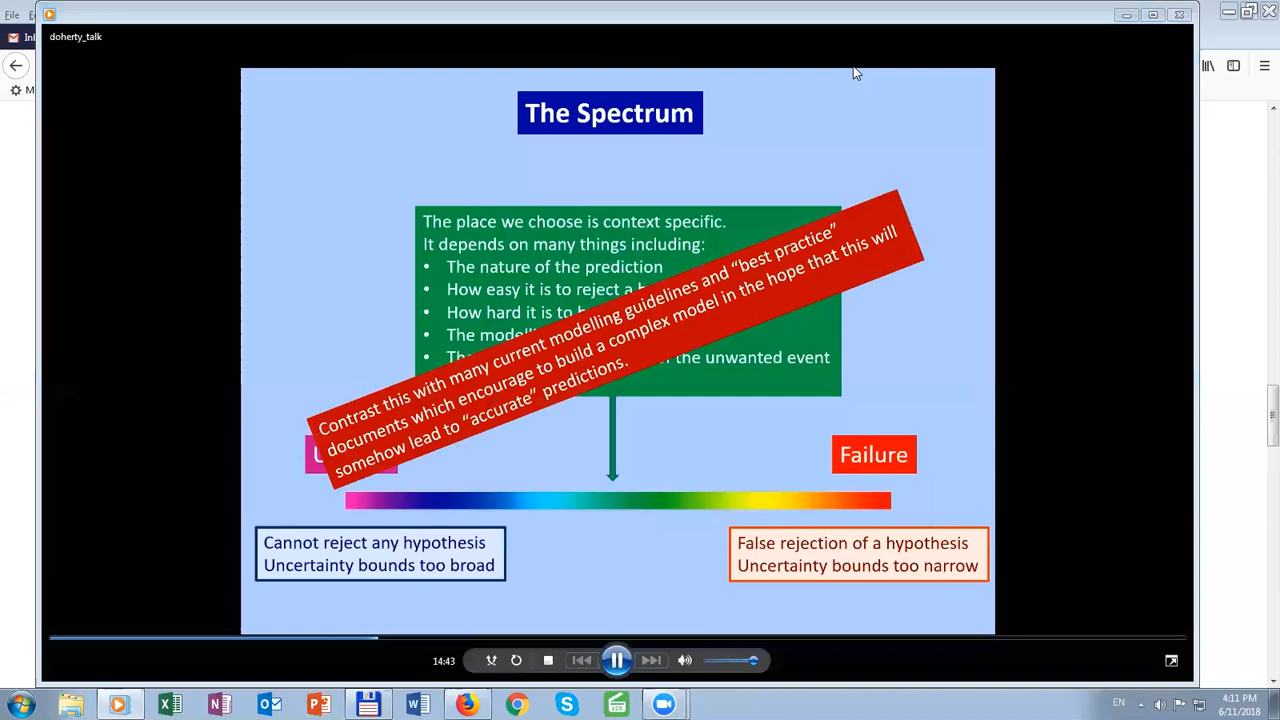 File
doherty_talk
The Spectrum
The place we choose is context specific.
It depends on many things including:
• The nature of the prediction
• How easy it is to reject a
• How hard it is to
• The
• the unwanted event
Contrast this with many current modelling guidelines and “best practice”
documents which encourage to build a complex model in the hope that this will
somehow lead to “accurate” predictions.
Failure
Cannot reject any hypothesis
Uncertainty bounds too broad
False rejection of a hypothesis
Uncertainty bounds too narrow
14:43
EN
4:11 PM
6/11/2018